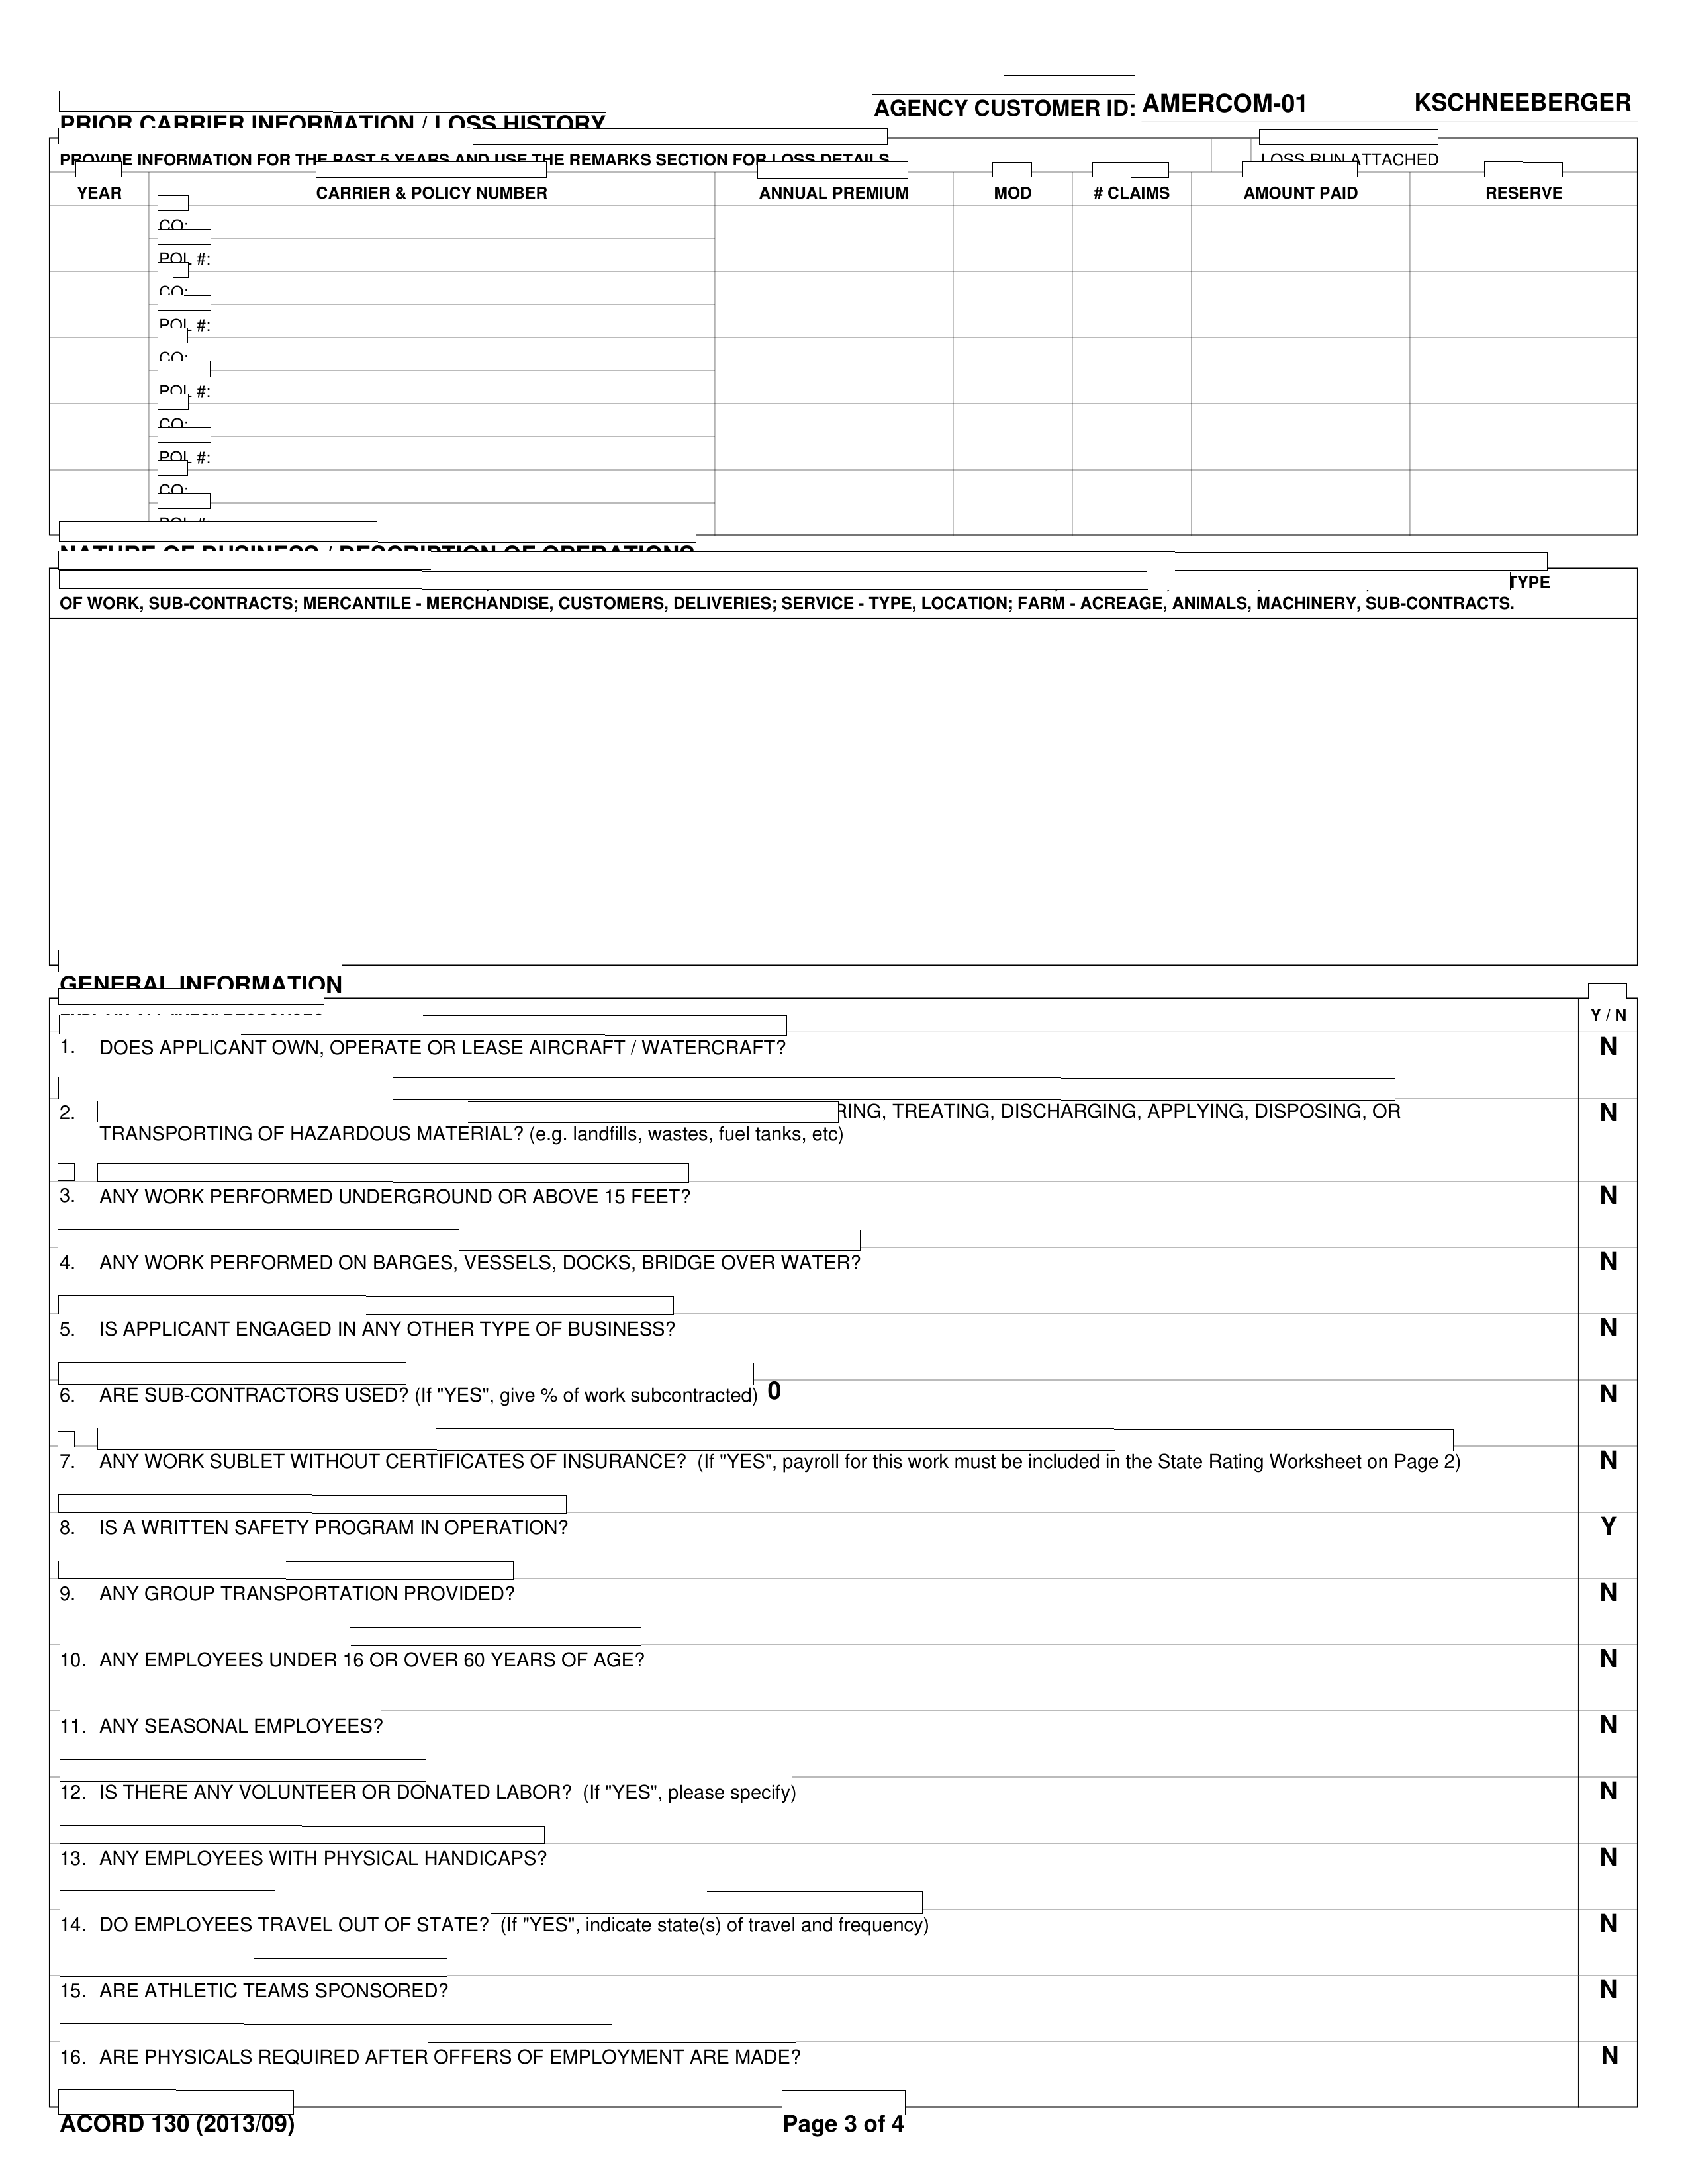 AGENCY CUSTOMER ID: AMERCOM-01 KSCHNEEBERGER
PRIOR CARRIER INFORMATION / LOSS HISTORY
PROVIDE INFORMATION FOR THE PAST 5 YEARS AND USE THE REMARKS SECTION FOR LOSS DETAILS LOSS RUN ATTACHED
YEAR CARRIER & POLICY NUMBER ANNUAL PREMIUM MOD # CLAIMS AMOUNT PAID RESERVE
CO:
POL #:
CO:
POL #:
CO:
POL #:
CO:
POL #:
CO:
POL #:
NATURE OF BUSINESS / DESCRIPTION OF OPERATIONS
TYPE
OF WORK, SUB-CONTRACTS; MERCANTILE - MERCHANDISE, CUSTOMERS, DELIVERIES; SERVICE - TYPE, LOCATION; FARM - ACREAGE, ANIMALS, MACHINERY, SUB-CONTRACTS.
GENERAL INFORMATION
Y / N
1. DOES APPLICANT OWN, OPERATE OR LEASE AIRCRAFT / WATERCRAFT? N
2. RING, TREATING, DISCHARGING, APPLYING, DISPOSING, OR N
TRANSPORTING OF HAZARDOUS MATERIAL? (e.g. landfills, wastes, fuel tanks, etc)
3. ANY WORK PERFORMED UNDERGROUND OR ABOVE 15 FEET? N
4. ANY WORK PERFORMED ON BARGES, VESSELS, DOCKS, BRIDGE OVER WATER? N
5. IS APPLICANT ENGAGED IN ANY OTHER TYPE OF BUSINESS? N
6. ARE SUB-CONTRACTORS USED? (If "YES", give % of work subcontracted) 0 N
7. ANY WORK SUBLET WITHOUT CERTIFICATES OF INSURANCE? (If "YES", payroll for this work must be included in the State Rating Worksheet on Page 2) N
8. IS A WRITTEN SAFETY PROGRAM IN OPERATION? Y
9. ANY GROUP TRANSPORTATION PROVIDED? N
10. ANY EMPLOYEES UNDER 16 OR OVER 60 YEARS OF AGE? N
11. ANY SEASONAL EMPLOYEES? N
12. IS THERE ANY VOLUNTEER OR DONATED LABOR? (If "YES", please specify) N
13. ANY EMPLOYEES WITH PHYSICAL HANDICAPS? N
14. DO EMPLOYEES TRAVEL OUT OF STATE? (If "YES", indicate state(s) of travel and frequency) N
15. ARE ATHLETIC TEAMS SPONSORED? N
16. ARE PHYSICALS REQUIRED AFTER OFFERS OF EMPLOYMENT ARE MADE? N
ACORD 130 (2013/09) Page 3 of 4